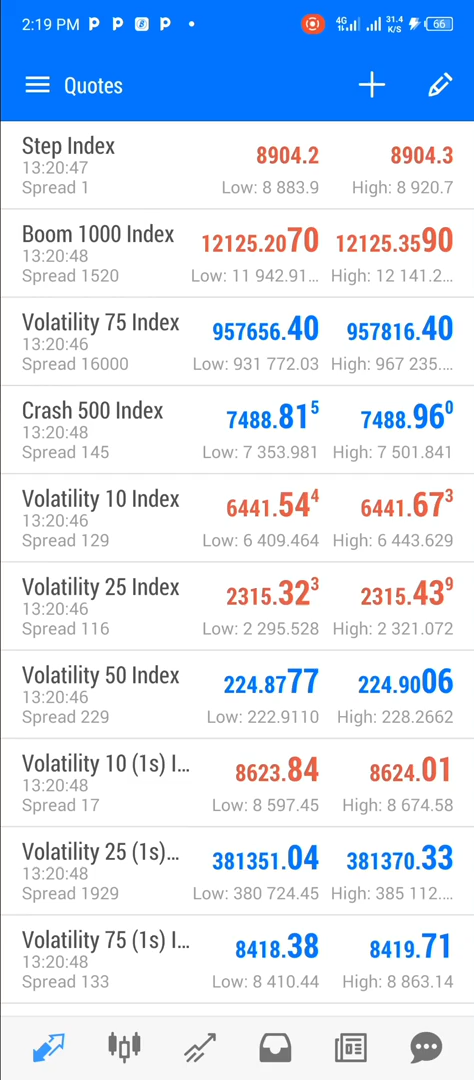 2:19 PM P P 8 P • 4G 31.4 K/S 66
Quotes
Step Index
13:20:47
Spread 1
8904.2 8904.3
Low: 8 883.9 High: 8 920.7
Boom 1000 Index
13:20:48
Spread 1520
12125.2070 12125.3590
Low: 11 942.91... High: 12 141.2...
Volatility 75 Index
13:20:46
Spread 16000
957656.40 957816.40
Low: 931 772.03 High: 967 235....
Crash 500 Index
13:20:48
Spread 145
7488.815 7488.960
Low: 7 353.981 High: 7 501.841
Volatility 10 Index
13:20:46
Spread 129
6441.544 6441.673
Low: 6 409.464 High: 6 443.629
Volatility 25 Index
13:20:46
Spread 116
2315.323 2315.439
Low: 2 295.528 High: 2 321.072
Volatility 50 Index
13:20:46
Spread 229
224.8777 224.9006
Low: 222.9110 High: 228.2662
Volatility 10 (1s) I...
13:20:48
Spread 17
8623.84 8624.01
Low: 8 597.45 High: 8 674.58
Volatility 25 (1s)...
13:20:48
Spread 1929
381351.04 381370.33
Low: 380 724.45 High: 385 112....
Volatility 75 (1s) I...
13:20:48
Spread 133
8418.38 8419.71
Low: 8 410.44 High: 8 863.14